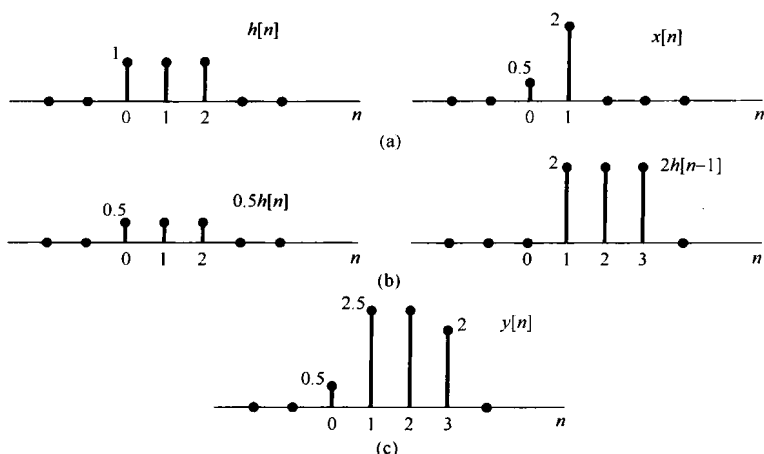 h[n]
1
0 1 2 n
2
x[n]
0.5
0 1 n
(a)
0.5
0.5h[n]
0 1 2 n
2
2h[n−1]
0 1 2 3 n
(b)
2.5
y[n]
2
0.5
0 1 2 3 n
(c)